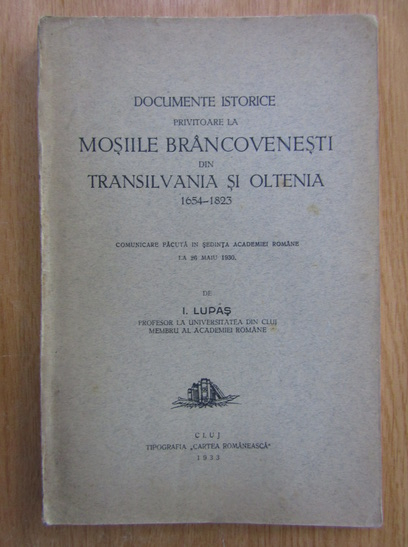 DOCUMENTE ISTORICE
PRIVITOARE LA
MOȘIILE BRÂNCOVENEȘTI
DIN
TRANSILVANIA ȘI OLTENIA
1654-1823
COMUNICARE FĂCUTĂ IN ȘEDINȚA ACADEMIEI ROMÂNE
LA 26 MAIU 1930.
DE
I. LUPAȘ
PROFESOR LA UNIVERSITATEA DIN CLUJ
MEMBRU AL ACADEMIEI ROMÂNE
CLUJ
TIPOGRAFIA „CARTEA ROMÂNEASCĂ"
1933